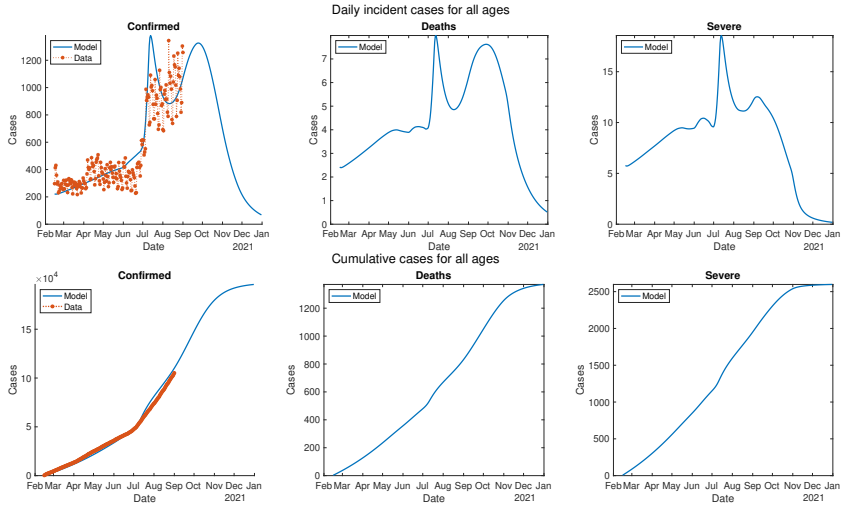 Daily incident cases for all ages
Confirmed
Model
Data
Cases
1200
1000
800
600
400
200
0
Feb Mar Apr May Jun Jul Aug Sep Oct Nov Dec Jan
Date
2021
Deaths
Model
Cases
8
7
6
5
4
3
2
1
0
Feb Mar Apr May Jun Jul Aug Sep Oct Nov Dec Jan
Date
2021
Severe
Model
Cases
15
10
5
0
Feb Mar Apr May Jun Jul Aug Sep Oct Nov Dec Jan
Date
2021
Cumulative cases for all ages
×10⁴
Confirmed
Model
Data
Cases
15
10
5
0
Feb Mar Apr May Jun Jul Aug Sep Oct Nov Dec Jan
Date
2021
Deaths
Model
Cases
1200
1000
800
600
400
200
0
Feb Mar Apr May Jun Jul Aug Sep Oct Nov Dec Jan
Date
2021
Severe
Model
Cases
2500
2000
1500
1000
500
0
Feb Mar Apr May Jun Jul Aug Sep Oct Nov Dec Jan
Date
2021